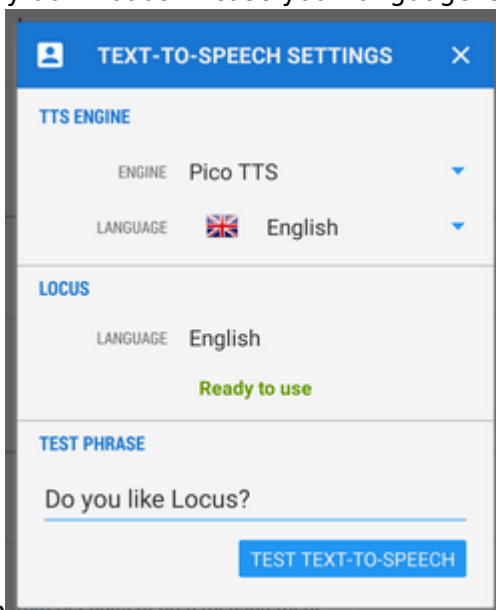 TEXT-TO-SPEECH SETTINGS
TTS ENGINE
ENGINE Pico TTS
LANGUAGE English
LOCUS
LANGUAGE English
Ready to use
TEST PHRASE
Do you like Locus?
TEST TEXT-TO-SPEECH